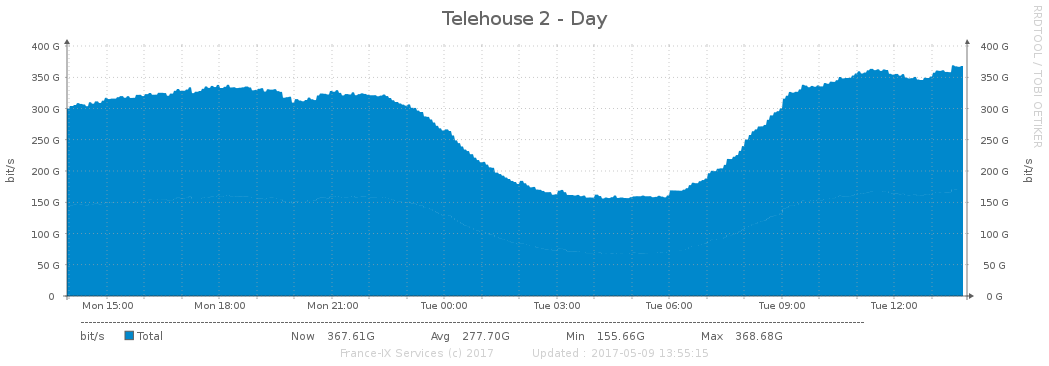 Telehouse 2 - Day
RRDTOOL / TOBI OETIKER
400 G 400 G
350 G 350 G
300 G 300 G
250 G 250 G
200 G 200 G
150 G 150 G
100 G 100 G
50 G 50 G
0 0 G
bit/s bit/s
Mon 15:00 Mon 18:00 Mon 21:00 Tue 00:00 Tue 03:00 Tue 06:00 Tue 09:00 Tue 12:00
bit/s Total Now 367.61G Avg 277.70G Min 155.66G Max 368.68G
France-IX Services (c) 2017 Updated : 2017-05-09 13:55:15